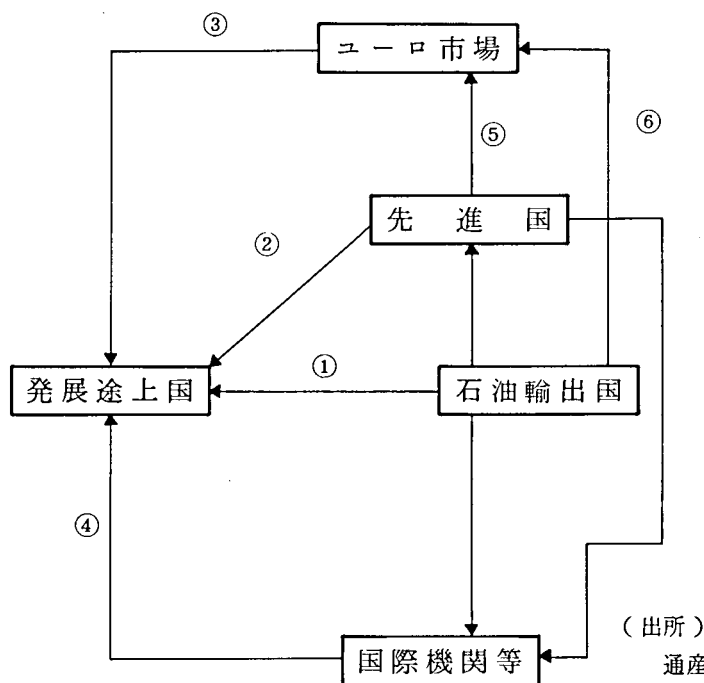 ③
ユーロ市場
⑥
⑤
先進国
②
①
発展途上国
石油輸出国
④
(出所)
国際機関等
通産